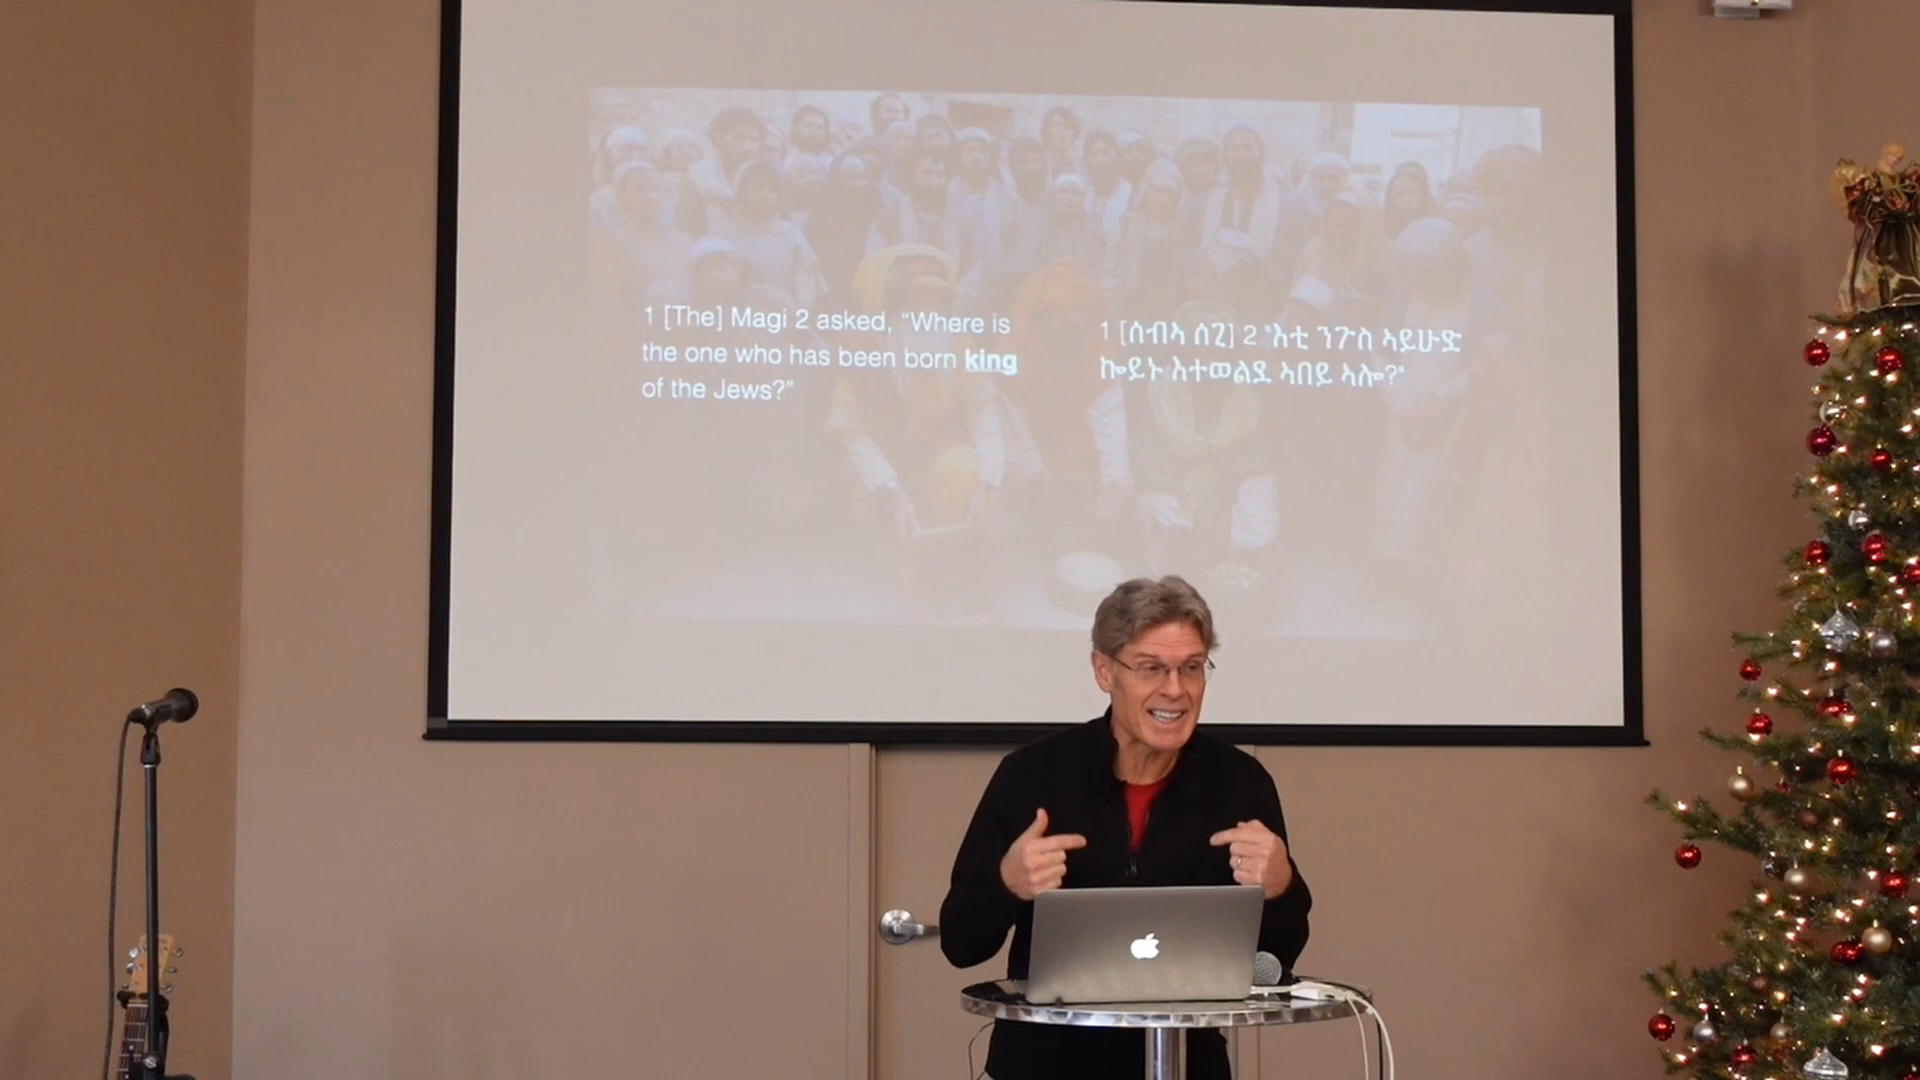 1 [The] Magi 2 asked, “Where is
the one who has been born king
of the Jews?”
1 [ሰብኣ ሰጊ] 2 "እቲ ንጉስ ኣይሁድ
ኰይኑ እተወልደ ኣበይ ኣሎ?"